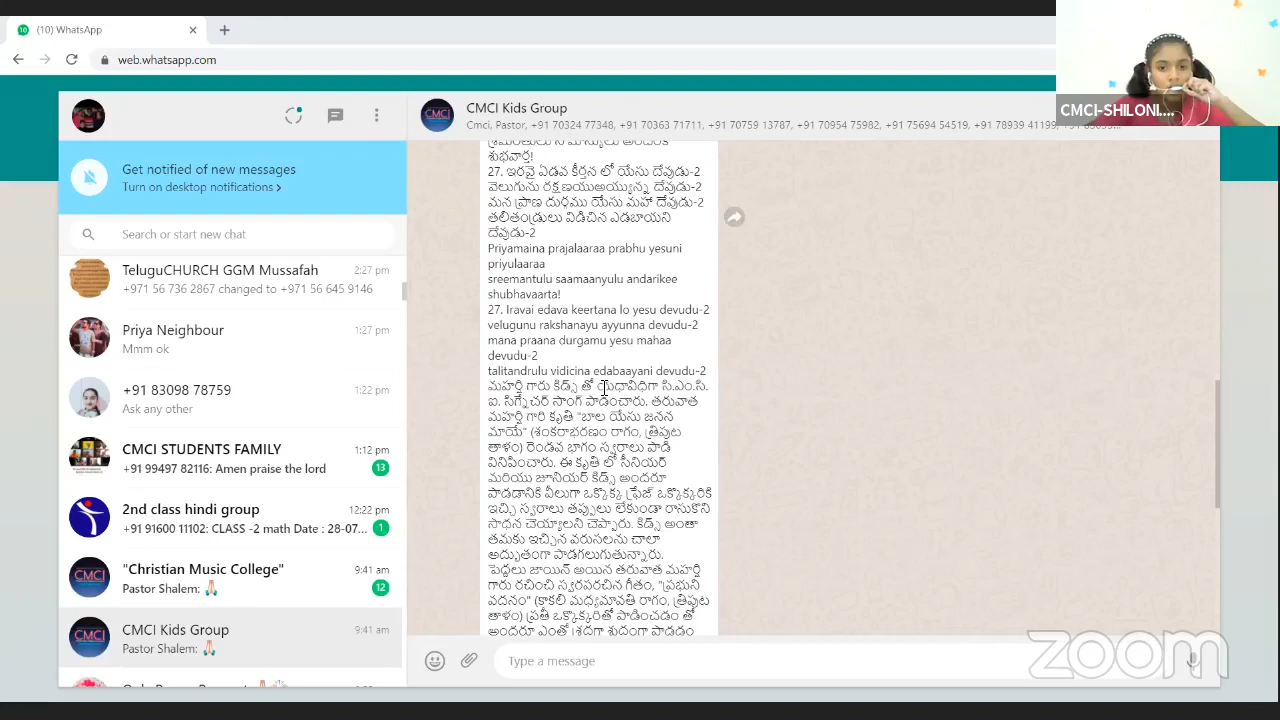 (10) WhatsApp
web.whatsapp.com
CMCI-SHILONI....
CMCI Kids Group
Cmci, Pastor, +91 70324 77348, +91 70363 71711, +91 70759 13787, +91 70954 75982, +91 75694 54519, +91 78939 41199,
Get notified of new messages
Turn on desktop notifications
Search or start new chat
TeluguCHURCH GGM Mussafah
2:27 pm
+971 56 736 2867 changed to +971 56 645 9146
Priya Neighbour
1:27 pm
Mmm ok
+91 83098 78759
1:22 pm
Ask any other
CMCI STUDENTS FAMILY
1:12 pm
+91 99497 82116: Amen praise the lord
13
2nd class hindi group
12:22 pm
+91 91600 11102: CLASS -2 math Date : 28-07...
1
"Christian Music College"
9:41 am
Pastor Shalem: 🙏🏻
12
CMCI Kids Group
9:41 am
Pastor Shalem: 🙏🏻
శుభవార్త!
27. ఇరవై ఏడవ కీర్తన లో యేసు దేవుడు-2
వెలుగును రక్షణయుఅయ్యున్న దేవుడు-2
మన ప్రాణ దుర్గము యేసు మహా దేవుడు-2
తలితండ్రులు విడిచిన ఎడబాయని
దేవుడు-2
Priyamaina prajalaaraa prabhu yesuni
priyulaaraa
sreemantulu saamaanyulu andarikee
shubhavaarta!
27. Iravai edava keertana lo yesu devudu-2
velugunu rakshanayu ayyunna devudu-2
mana praana durgamu yesu mahaa
devudu-2
talitandrulu vidicina edabaayani devudu-2
మహర్షి గారు కిడ్స్ తో యధావిధిగా సి.ఎం.సి.
ఐ. సిగ్నేచర్ సాంగ్ పాడించారు. తరువాత
మహర్షి గారి కృతి "బాల యేసు జనన
మాయె" (శంకరాభరణం రాగం, త్రిపుట
తాళం) రెండవ భాగం స్వరాలు పాడి
వినిపించారు. ఈ కృతి లో సీనియర్
మరియు జూనియర్ కిడ్స్ అందరూ
పాడడానికి వీలుగా ఒక్కొక్క ఫ్రేజ్ ఒక్కొక్కరికి
ఇచ్చి స్వరాలు తప్పులు లేకుండా రాసుకొని
సాధన చెయ్యాలని చెప్పారు. కిడ్స్ అంతా
తమకు ఇచ్చిన వరుసలను చాలా
అద్భుతంగా పాడగలుగుతున్నారు.
పెద్దలు జాయిన్ అయిన తరువాత మహర్షి
గారు రచించి స్వరపరచిన గీతం, "ప్రభుని
వదనం" (కాకలి మధ్యమావతి రాగం, త్రిపుట
తాళం) ప్రతి ఒక్కొక్కరితో పాడించడం తో
అందరూ ఎంతో శ్రద్ధగా శుద్ధంగా పాడడం
Type a message
zoom